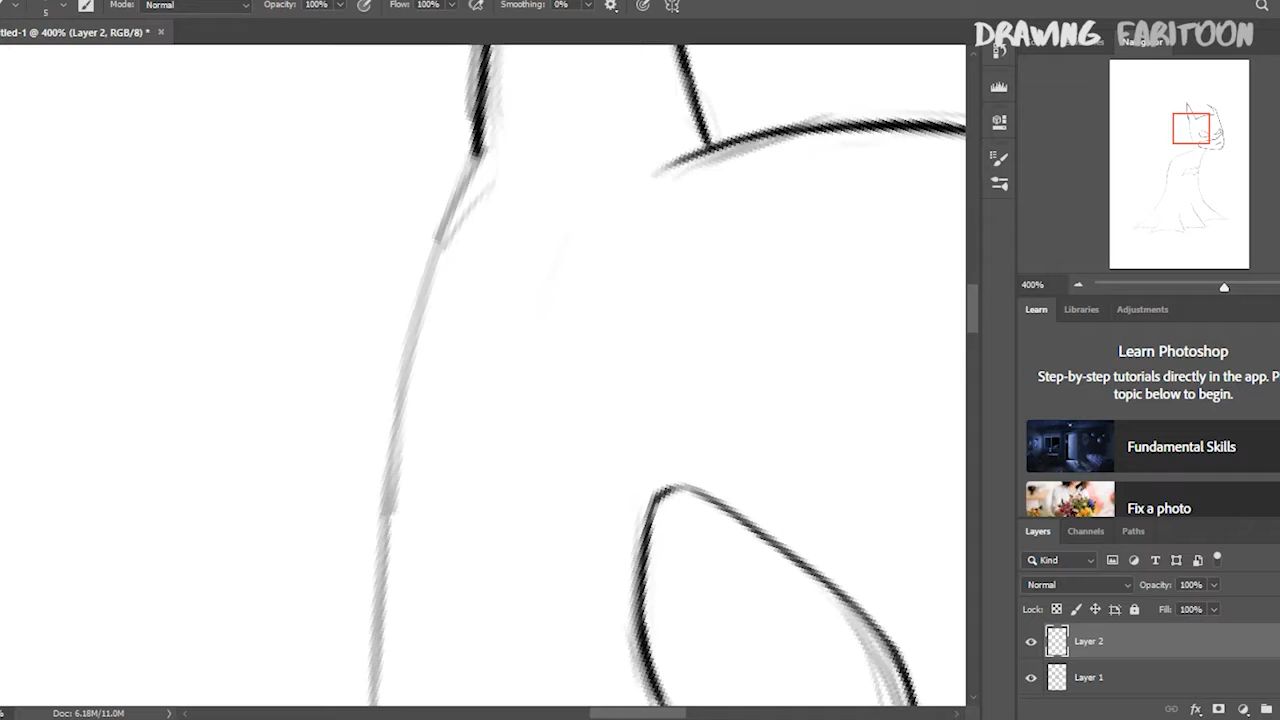 5 Mode: Normal Opacity: 100% Flow: 100% Smoothing: 0%
tled-1 @ 400% (Layer 2, RGB/8) *
DRAWING FARITOON
400%
Learn Libraries Adjustments
Learn Photoshop
Step-by-step tutorials directly in the app. P
topic below to begin.
Fundamental Skills
Fix a photo
Layers Channels Paths
Kind
Normal Opacity: 100%
Lock: Fill: 100%
Layer 2
Layer 1
% Doc: 6.18M/11.0M
fx